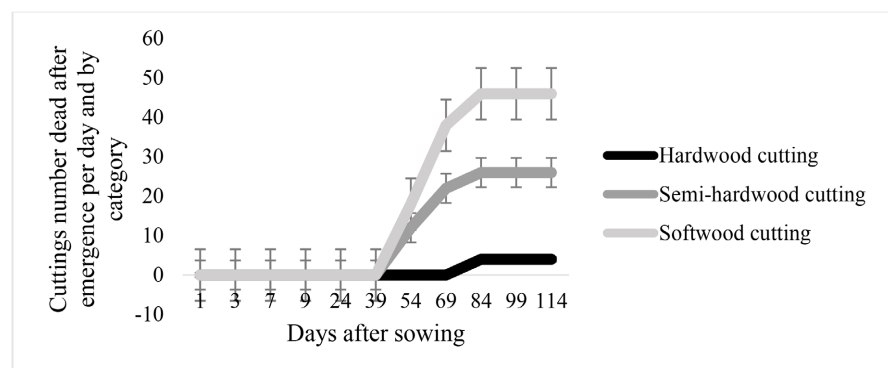 Cuttings number dead after
emergence per day and by
category
60
50
40
30
20
10
0
-10
1 3 7 9 24 39 54 69 84 99 114
Days after sowing
Hardwood cutting
Semi-hardwood cutting
Softwood cutting